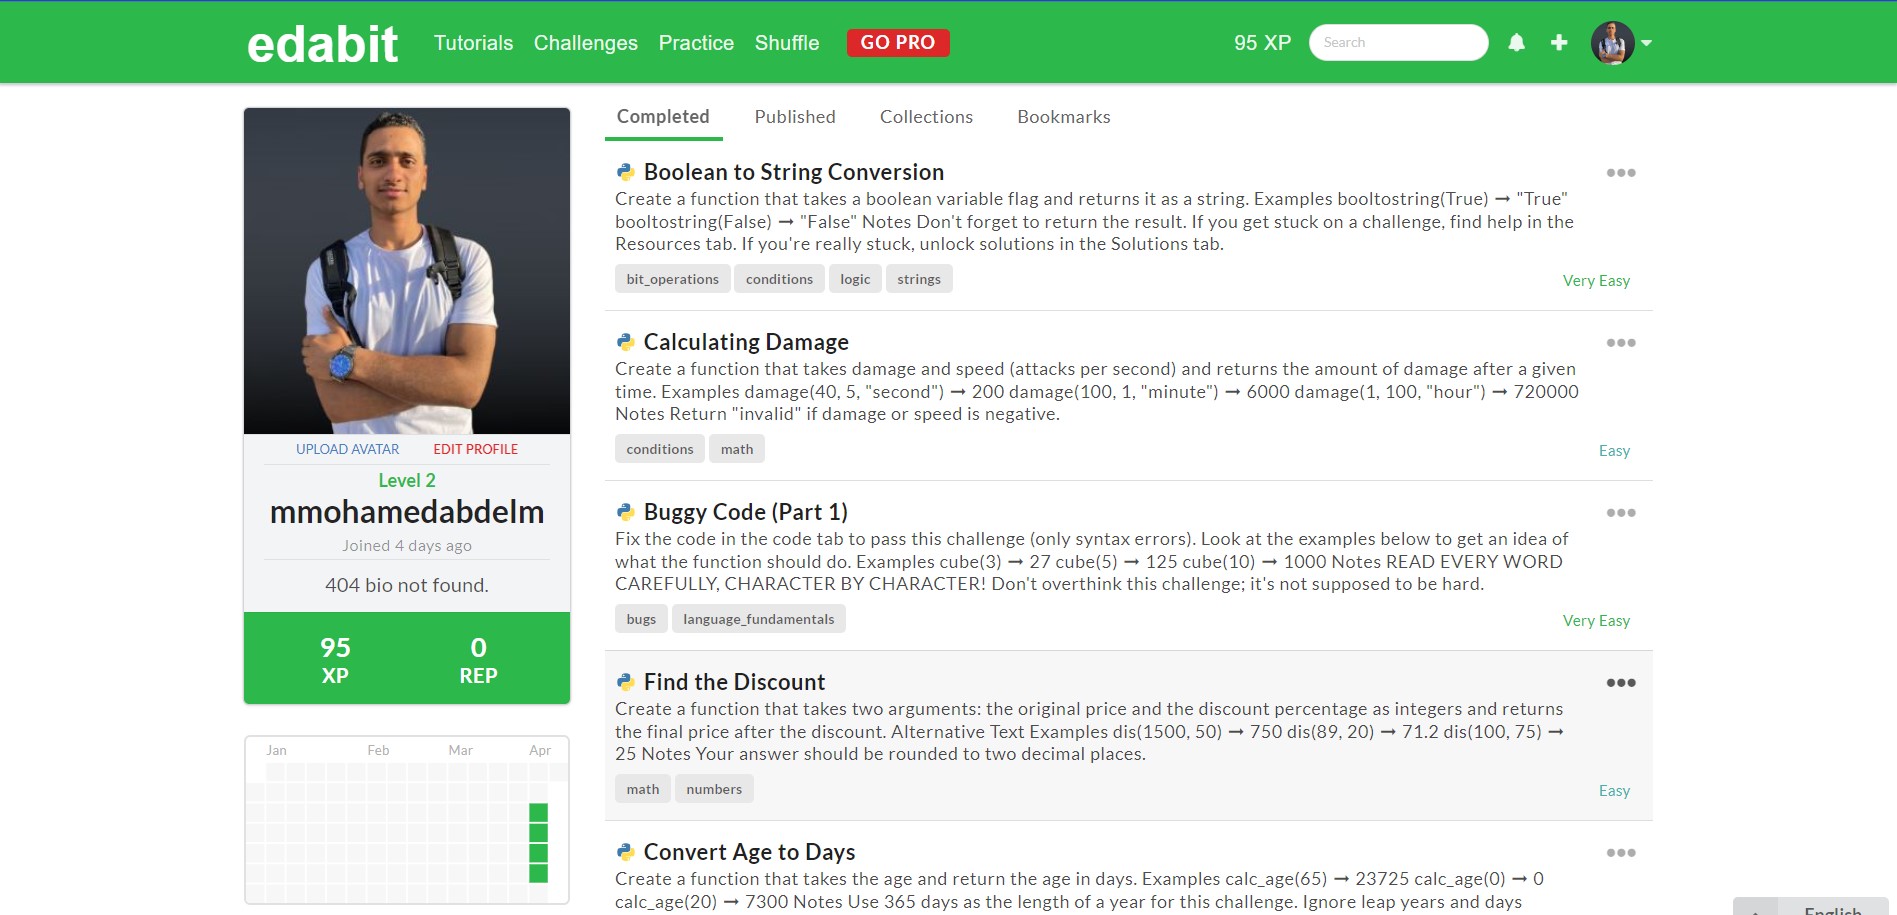 edabit Tutorials Challenges Practice Shuffle GO PRO 95 XP Search
Completed Published Collections Bookmarks
UPLOAD AVATAR EDIT PROFILE
Level 2
mmohamedabdelm
Joined 4 days ago
404 bio not found.
95 0
XP REP
Jan Feb Mar Apr
Boolean to String Conversion
Create a function that takes a boolean variable flag and returns it as a string. Examples booltostring(True) ➞ "True"
booltostring(False) ➞ "False" Notes Don't forget to return the result. If you get stuck on a challenge, find help in the
Resources tab. If you're really stuck, unlock solutions in the Solutions tab.
bit_operations conditions logic strings
Very Easy
Calculating Damage
Create a function that takes damage and speed (attacks per second) and returns the amount of damage after a given
time. Examples damage(40, 5, "second") ➞ 200 damage(100, 1, "minute") ➞ 6000 damage(1, 100, "hour") ➞ 720000
Notes Return "invalid" if damage or speed is negative.
conditions math
Easy
Buggy Code (Part 1)
Fix the code in the code tab to pass this challenge (only syntax errors). Look at the examples below to get an idea of
what the function should do. Examples cube(3) ➞ 27 cube(5) ➞ 125 cube(10) ➞ 1000 Notes READ EVERY WORD
CAREFULLY, CHARACTER BY CHARACTER! Don't overthink this challenge; it's not supposed to be hard.
bugs language_fundamentals
Very Easy
Find the Discount
Create a function that takes two arguments: the original price and the discount percentage as integers and returns
the final price after the discount. Alternative Text Examples dis(1500, 50) ➞ 750 dis(89, 20) ➞ 71.2 dis(100, 75) ➞
25 Notes Your answer should be rounded to two decimal places.
math numbers
Easy
Convert Age to Days
Create a function that takes the age and return the age in days. Examples calc_age(65) ➞ 23725 calc_age(0) ➞ 0
calc_age(20) ➞ 7300 Notes Use 365 days as the length of a year for this challenge. Ignore leap years and days
English